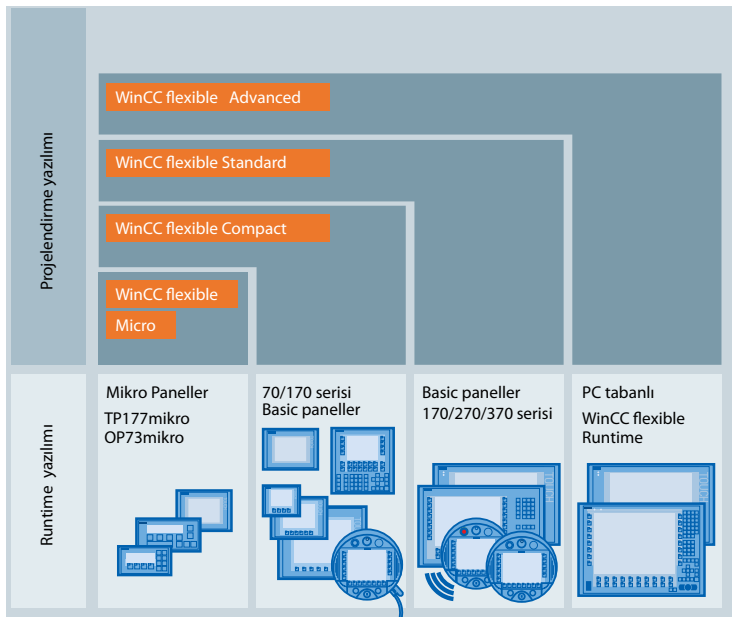 Projelendirme yazılımı
WinCC flexible Advanced
WinCC flexible Standard
WinCC flexible Compact
WinCC flexible
Micro
Runtime yazılımı
Mikro Paneller
TP177mikro
OP73mikro
70/170 serisi
Basic paneller
Basic paneller
170/270/370 serisi
PC tabanlı
WinCC flexible
Runtime